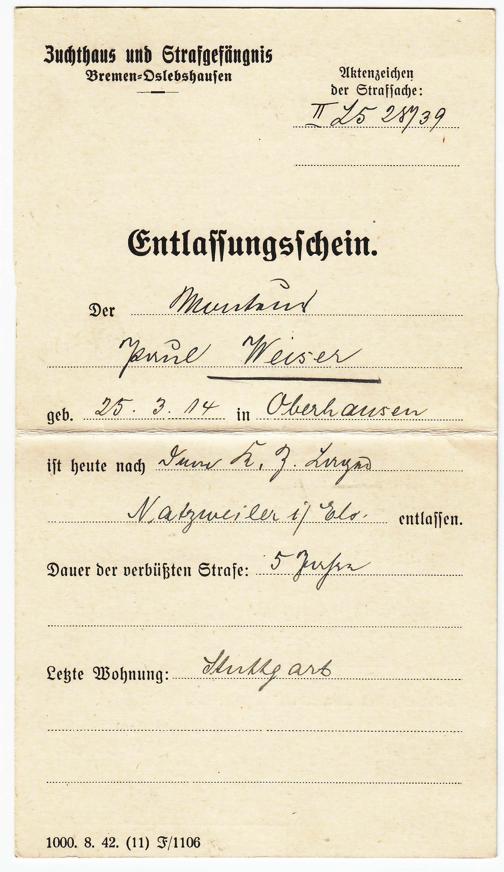 Zuchthaus und Strafgefängnis
Bremen-Oslebshausen
Aktenzeichen
der Strafsache:
II L5 28/39
Entlassungsschein.
Der Monteur
Paul Weiser
geb. 25. 3. 14 in Oberhausen
ist heute nach dem K. Z. Lager
Natzweiler i/ Els. entlassen.
Dauer der verbüßten Strafe: 5 Jahre
Letzte Wohnung: Stuttgart
1000. 8. 42. (11) F/1106